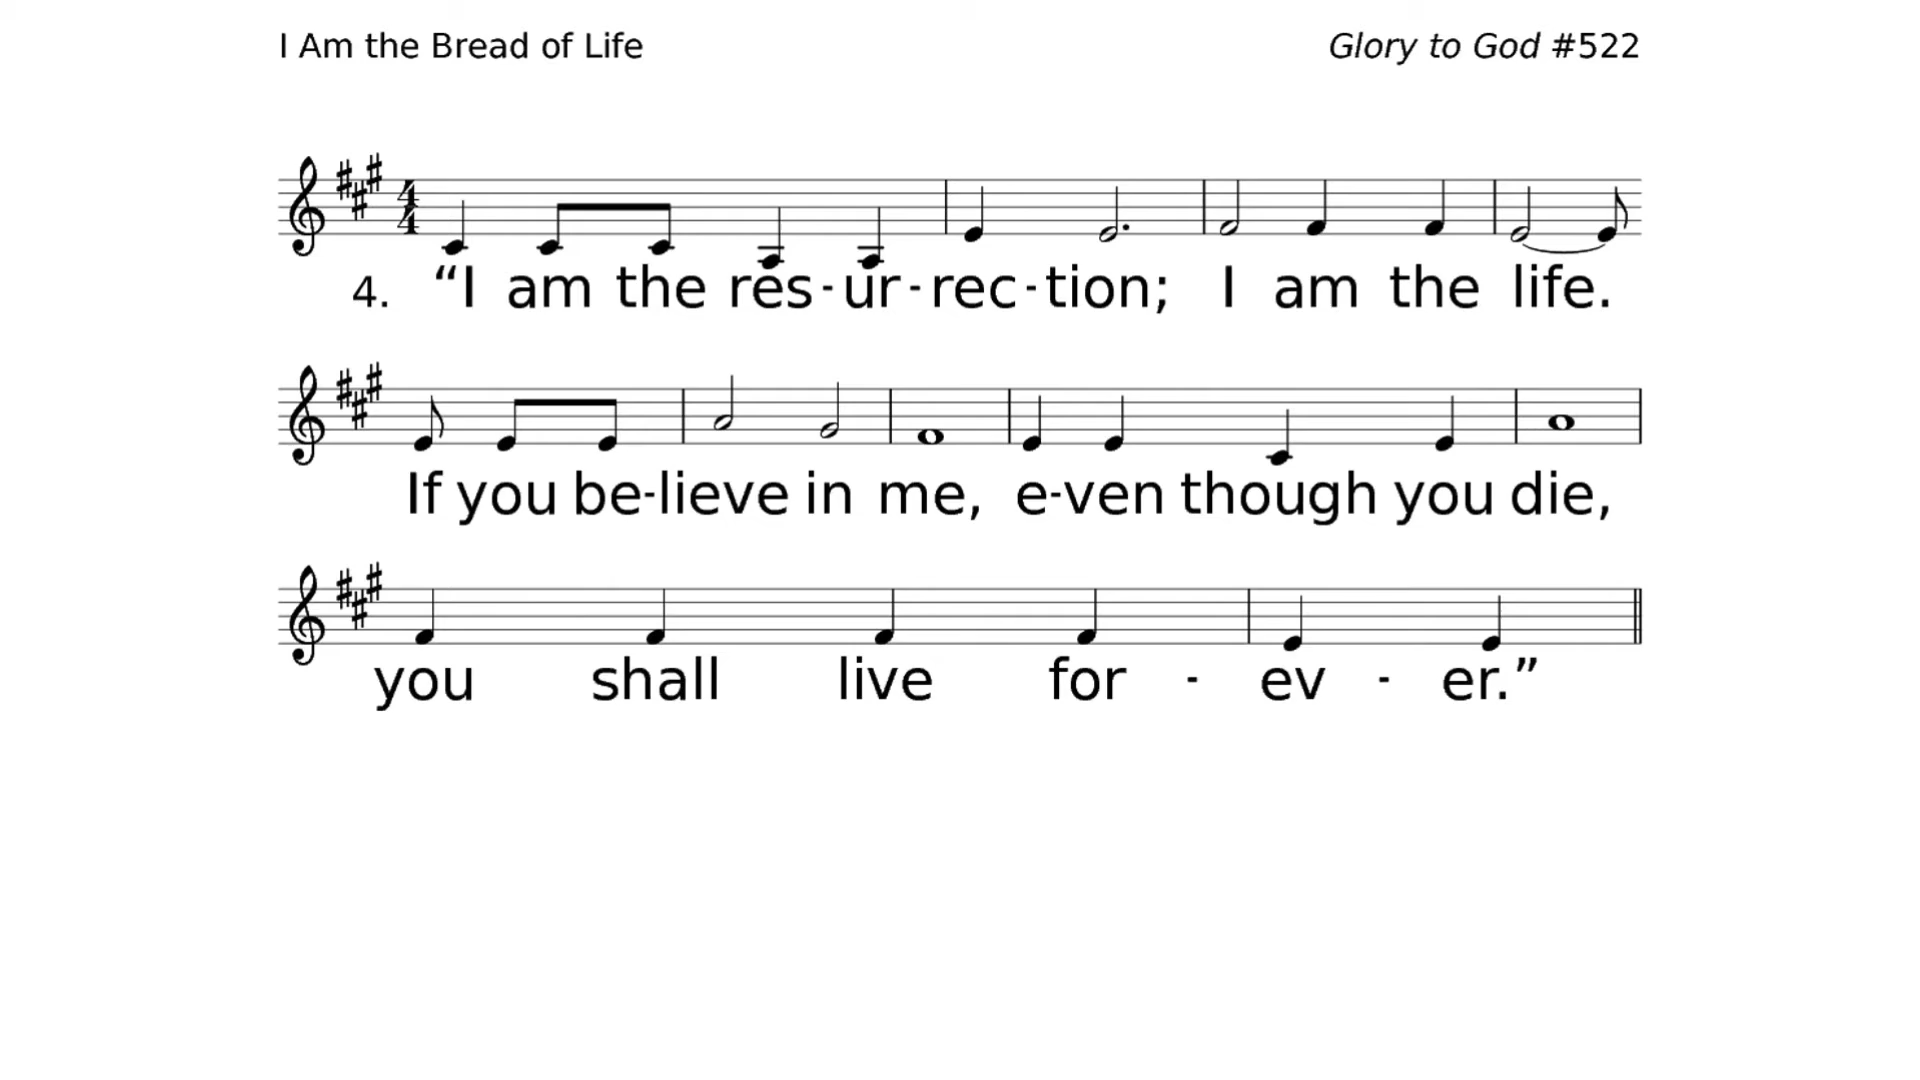 I Am the Bread of Life
Glory to God #522
4. “I am the res-ur-rec-tion; I am the life.
If you be-lieve in me, e-ven though you die,
you shall live for - ev - er.”